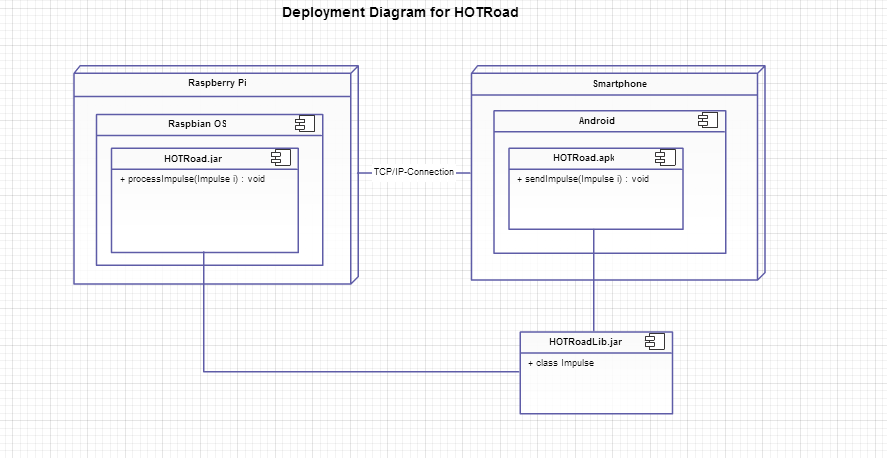 Deployment Diagram for HOTRoad
Raspberry Pi
Smartphone
Raspbian OS
Android
HOTRoad.jar
HOTRoad.apk
+ processImpulse(Impulse i) : void
TCP/IP-Connection
+ sendImpulse(Impulse i) : void
HOTRoadLib.jar
+ class Impulse